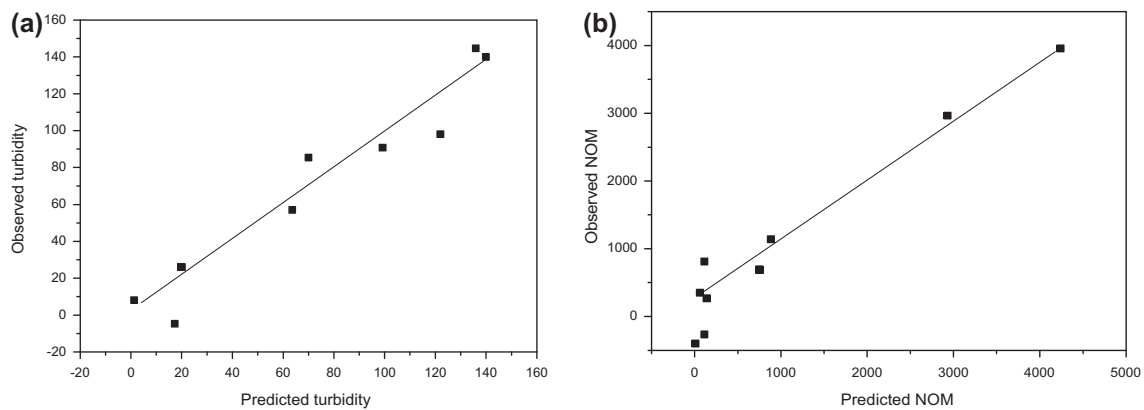 (a)
160
140
120
100
80
60
40
20
0
-20
Observed turbidity
-20 0 20 40 60 80 100 120 140 160
Predicted turbidity
(b)
4000
3000
2000
1000
0
Observed NOM
0 1000 2000 3000 4000 5000
Predicted NOM